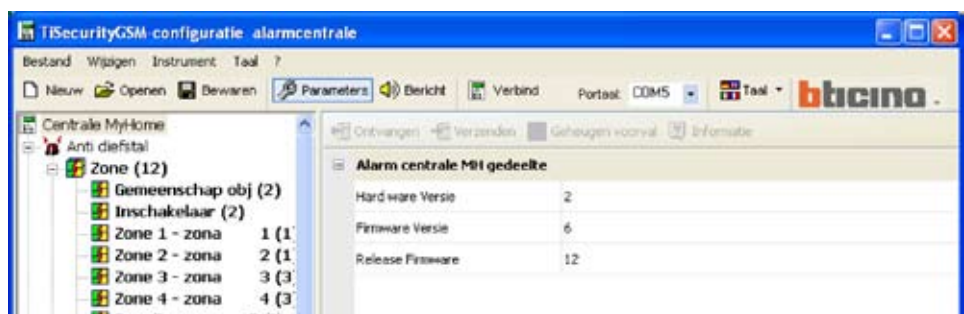 TiSecurityGSM-configuratie alarmcentrale
Bestand Wijzigen Instrument Taal ?
Nieuw Openen Bewaren Parameters Bericht Verbind Portaal: COM5 Taal bticino.
Centrale MyHome
Ontvangen Verzenden Geheugen voorval Informatie
Anti diefstal
Alarm centrale MH gedeelte
Zone (12)
Gemeenschap obj (2)
Hardware Versie 2
Inschakelaar (2)
Zone 1 - zona 1 (1)
Firmware Versie 6
Zone 2 - zona 2 (1)
Release Firmware 12
Zone 3 - zona 3 (3)
Zone 4 - zona 4 (3)